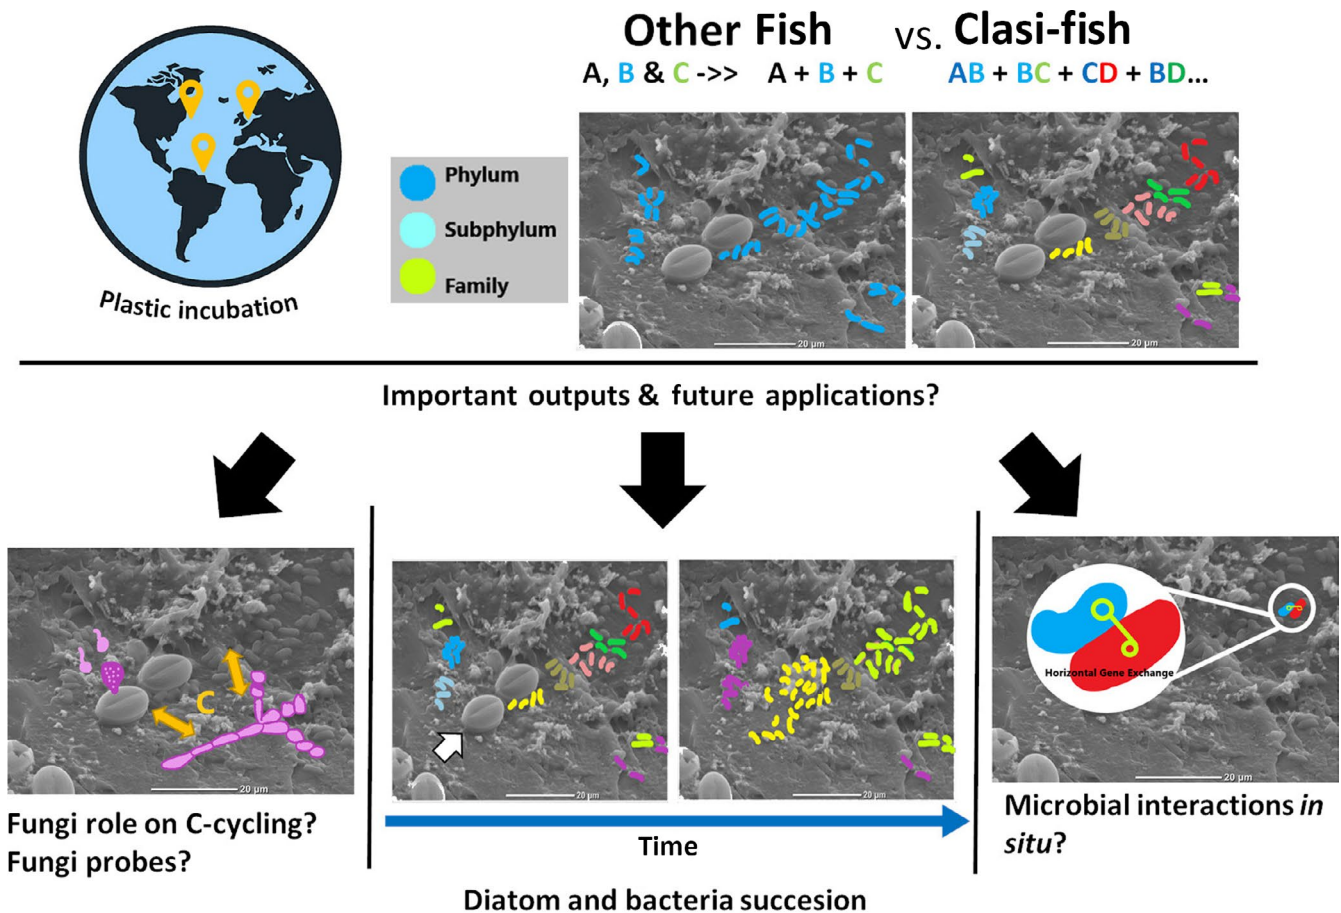 Other Fish vs. Clasi-fish
A, B & C ->> A + B + C
AB + BC + CD + BD...
Phylum
Subphylum
Family
Plastic incubation
20 µm
20 µm
Important outputs & future applications?
C
Horizontal Gene Exchange
20 µm
20 µm
20 µm
20 µm
Fungi role on C-cycling?
Fungi probes?
Time
Microbial interactions in
situ?
Diatom and bacteria succesion